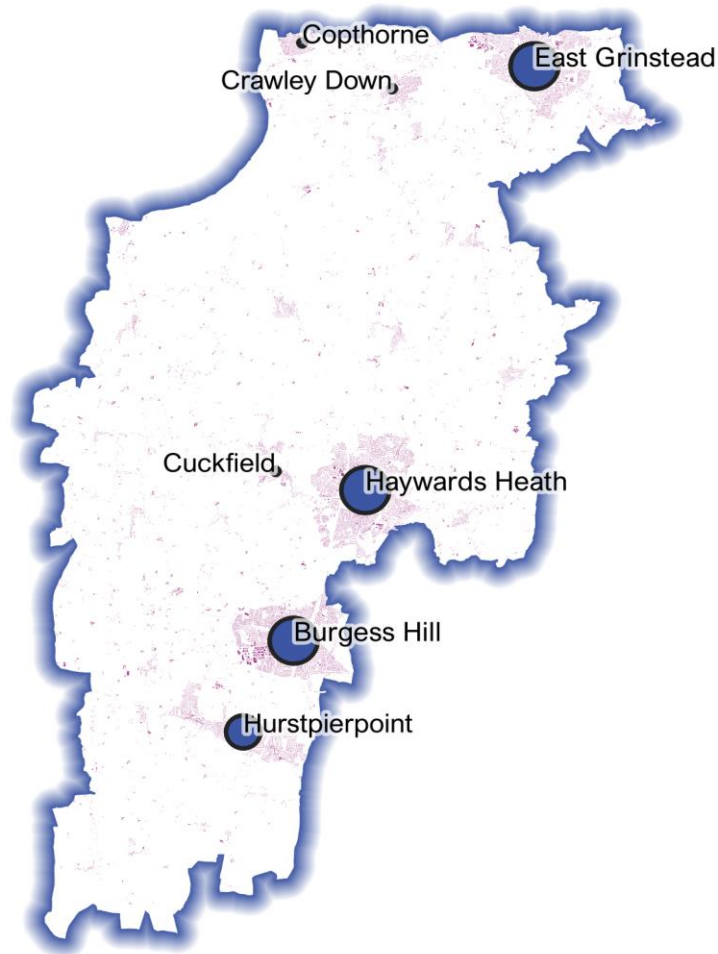 Copthorne
East Grinstead
Crawley Down
Cuckfield
Haywards Heath
Burgess Hill
Hurstpierpoint